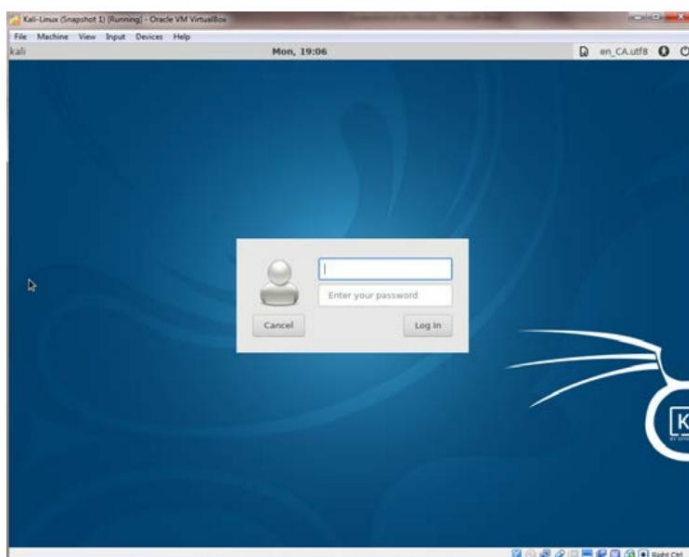 Kali-Linux (Snapshot 1) [Running] - Oracle VM VirtualBox
File Machine View Input Devices Help
kali Mon, 19:06 en_CA.utf8
Enter your password
Cancel Log In
K
Right Ctrl